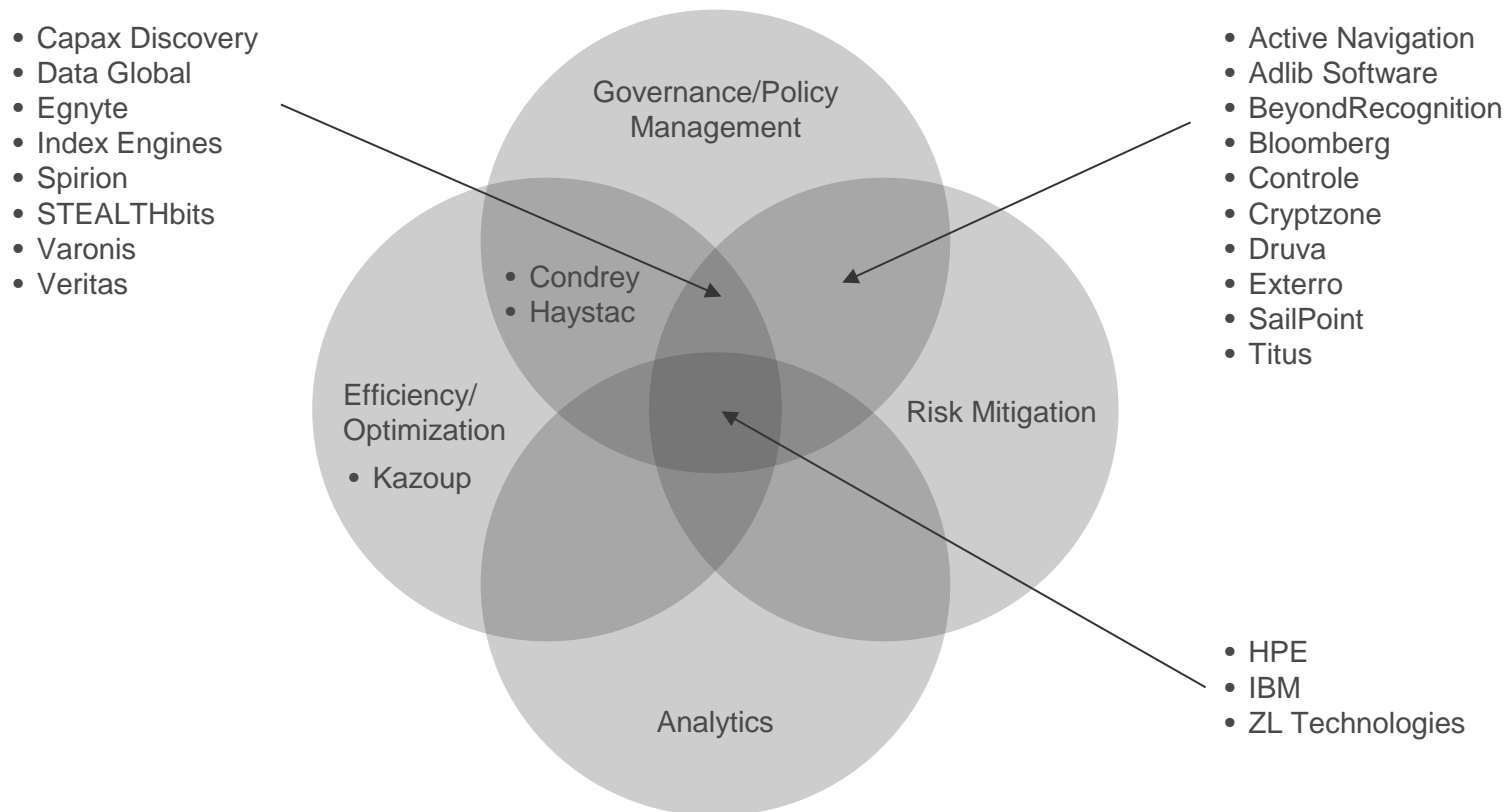 • Capax Discovery
• Data Global
• Egnyte
• Index Engines
• Spirion
• STEALTHbits
• Varonis
• Veritas
Governance/Policy
Management
• Active Navigation
• Adlib Software
• BeyondRecognition
• Bloomberg
• Controle
• Cryptzone
• Druva
• Exterro
• SailPoint
• Titus
• Condrey
• Haystac
Efficiency/
Optimization
• Kazoup
Risk Mitigation
Analytics
• HPE
• IBM
• ZL Technologies